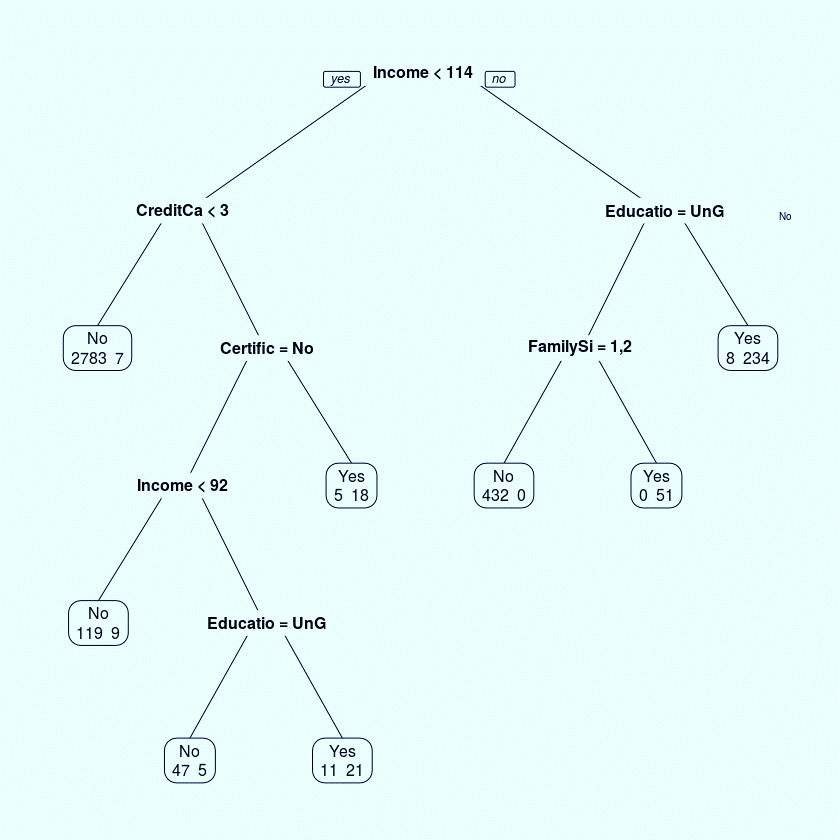 yes Income < 114 no
CreditCa < 3
Educatio = UnG
No
No
2783 7
Certific = No
FamilySi = 1,2
Yes
8 234
Income < 92
Yes
5 18
No
432 0
Yes
0 51
No
119 9
Educatio = UnG
No
47 5
Yes
11 21